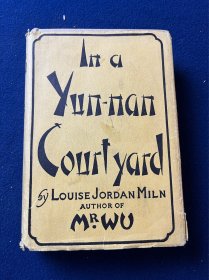 In a
Yun-nan
Courtyard
by LOUISE JORDAN MILN
AUTHOR OF
MR. WU